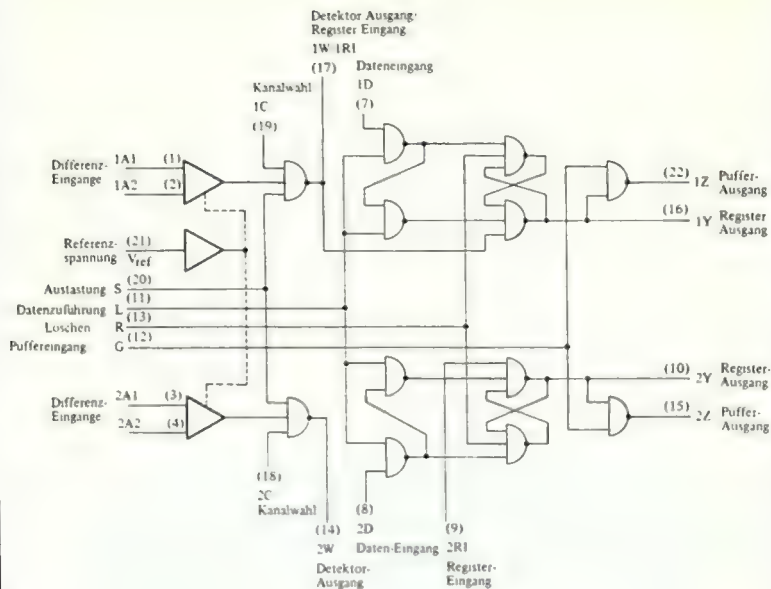 Detektor Ausgang-
Register Eingang
1W 1RI
(17)
Dateneingang
1D
(7)
Kanalwahl
1C
(19)
Differenz-
Eingänge
1A1 (1)
1A2 (2)
(22) 1Z Puffer-
Ausgang
(16) 1Y Register
Ausgang
Referenz-
spannung
(21)
Vref
Austastung S (20)
Datenzuführung L (11)
Löschen R (13)
Puffereingang G (12)
Differenz-
Eingänge
2A1 (3)
2A2 (4)
(10) 2Y Register-
Ausgang
(15) 2Z Puffer-
Ausgang
(18)
2C
Kanalwahl
(14)
2W
Detektor-
Ausgang
(8)
2D
Daten-Eingang
(9)
2RI
Register-
Eingang